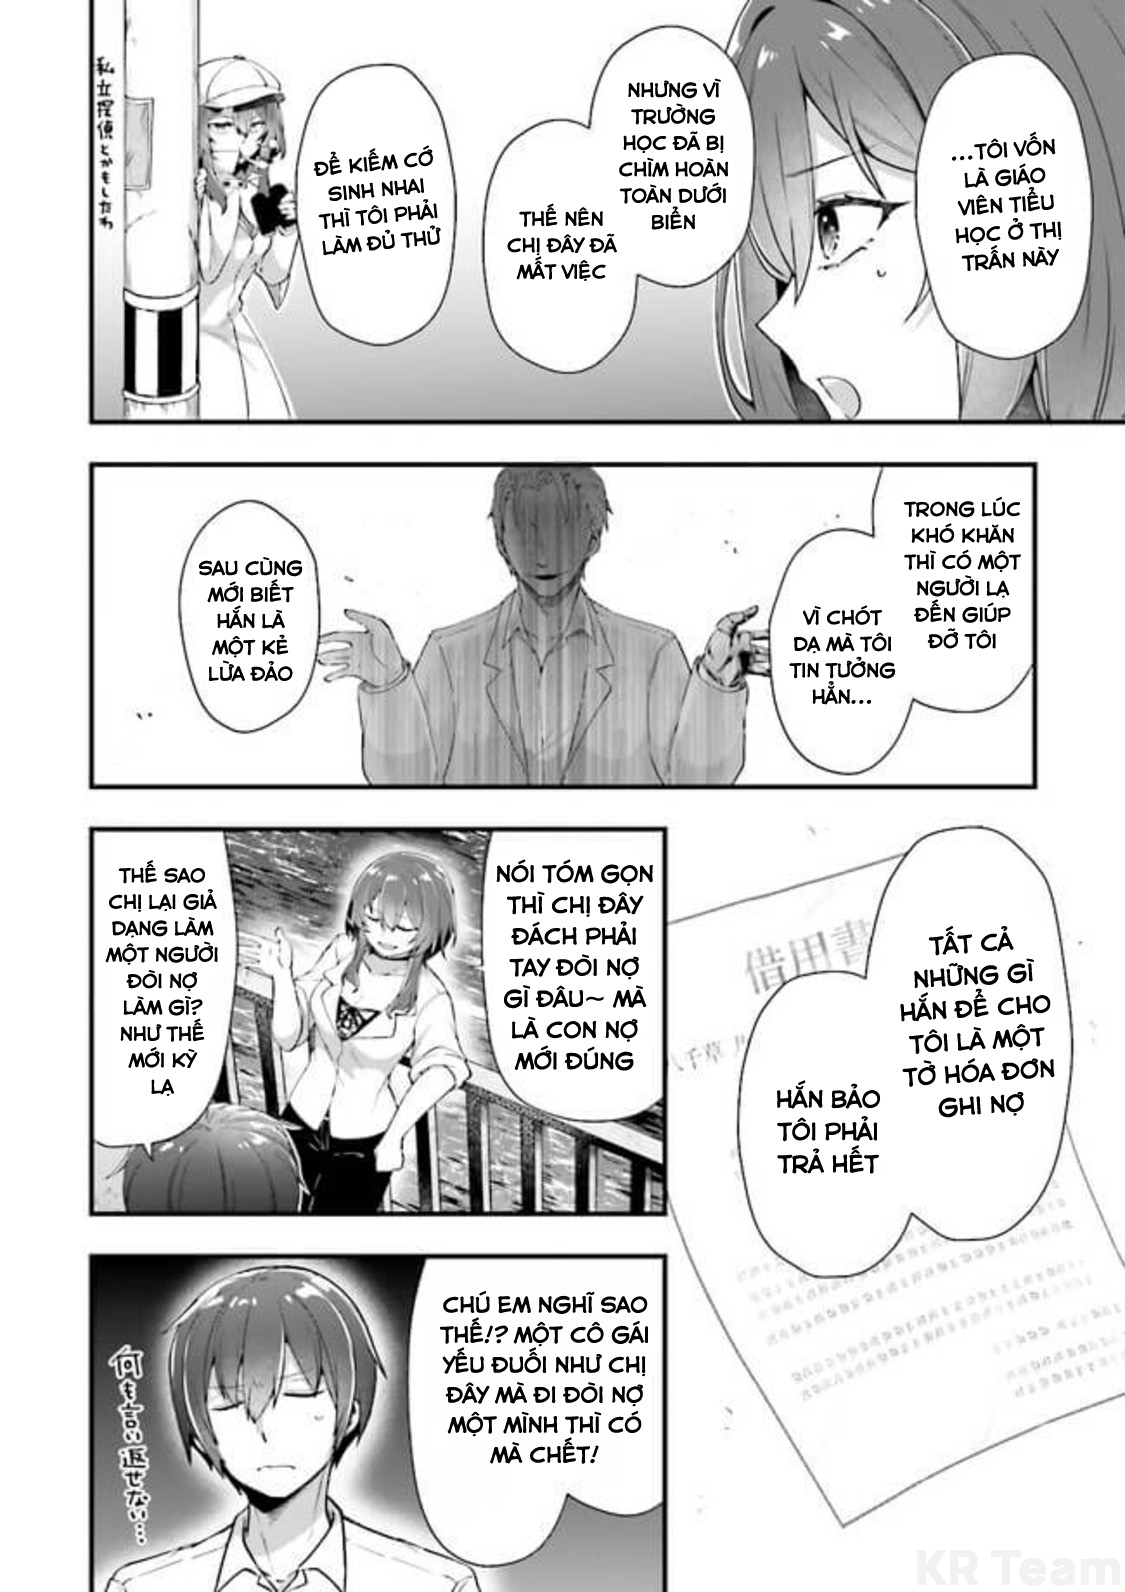 …TÔI VỐN
LÀ GIÁO
VIÊN TIỂU
HỌC Ở THỊ
TRẤN NÀY
NHƯNG VÌ
TRƯỜNG
HỌC ĐÃ BỊ
CHÌM HOÀN
TOÀN DƯỚI
BIỂN
THẾ NÊN
CHỊ ĐÂY ĐÃ
MẤT VIỆC
ĐỂ KIẾM CỚ
SINH NHAI
THÌ TÔI PHẢI
LÀM ĐỦ THỨ
私立探偵とかもしたわ
TRONG LÚC
KHÓ KHĂN
THÌ CÓ MỘT
NGƯỜI LẠ
ĐẾN GIÚP
ĐỠ TÔI
VÌ CHÓT
DẠ MÀ TÔI
TIN TƯỞNG
HẮN…
SAU CÙNG
MỚI BIẾT
HẮN LÀ
MỘT KẺ
LỪA ĐẢO
TẤT CẢ
NHỮNG GÌ
HẮN ĐỂ CHO
TÔI LÀ MỘT
TỜ HÓA ĐƠN
GHI NỢ
HẮN BẢO
TÔI PHẢI
TRẢ HẾT
借用書
八千草
NÓI TÓM GỌN
THÌ CHỊ ĐÂY
ĐÁCH PHẢI
TAY ĐÒI NỢ
GÌ ĐÂU~ MÀ
LÀ CON NỢ
MỚI ĐÚNG
THẾ SAO
CHỊ LẠI GIẢ
DẠNG LÀM
MỘT NGƯỜI
ĐÒI NỢ
LÀM GÌ?
NHƯ THẾ
MỚI KỲ
LẠ
CHÚ EM NGHĨ SAO
THẾ!? MỘT CÔ GÁI
YẾU ĐUỐI NHƯ CHỊ
ĐÂY MÀ ĐI ĐÒI NỢ
MỘT MÌNH THÌ CÓ
MÀ CHẾT!
何も言い返せない…
KR Team